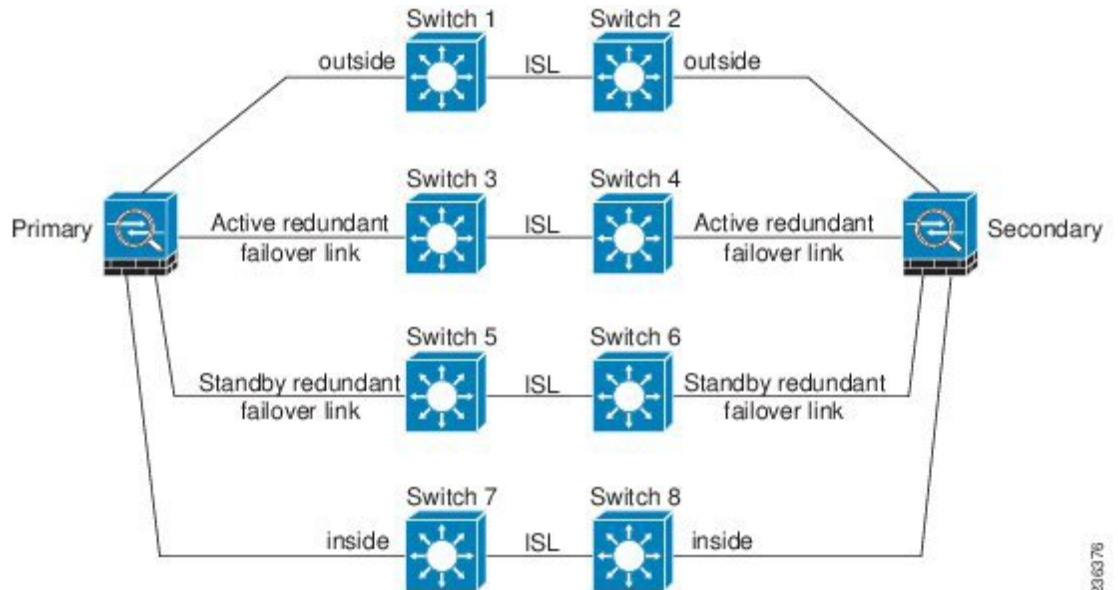 Switch 1 Switch 2
outside ISL outside
Switch 3 Switch 4
Primary Active redundant failover link ISL Active redundant failover link Secondary
Switch 5 Switch 6
Standby redundant failover link ISL Standby redundant failover link
Switch 7 Switch 8
inside ISL inside
236376